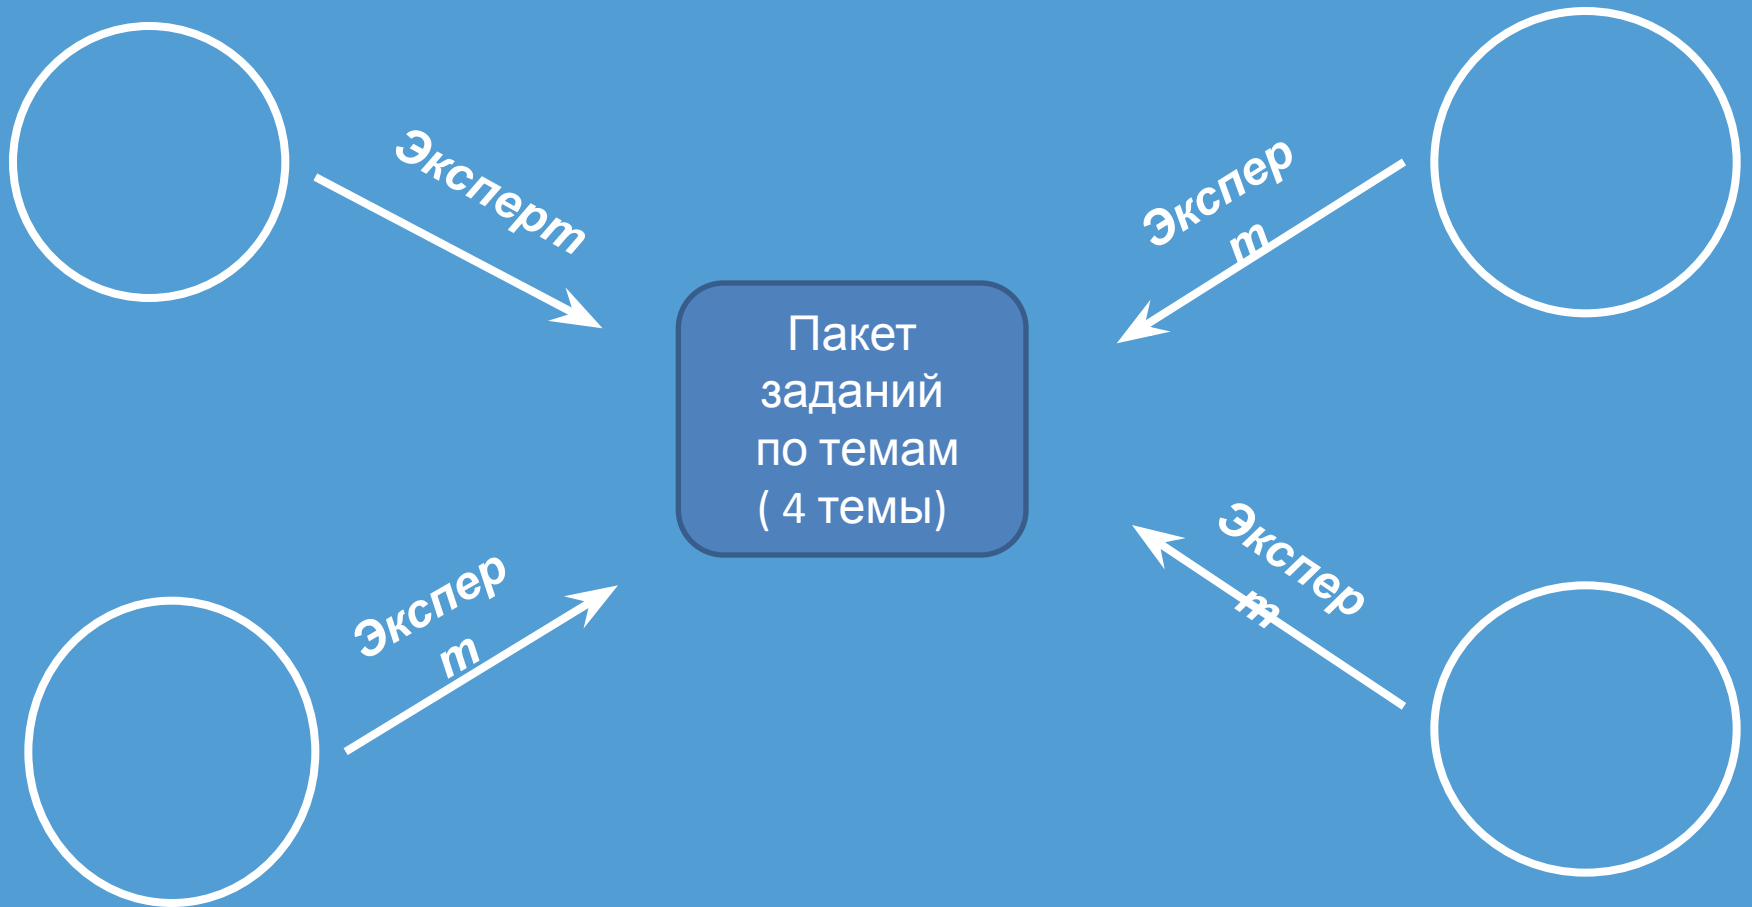 Эксперт
Экспер
т
Пакет
заданий
по темам
( 4 темы)
Экспер
т
Экспер
т